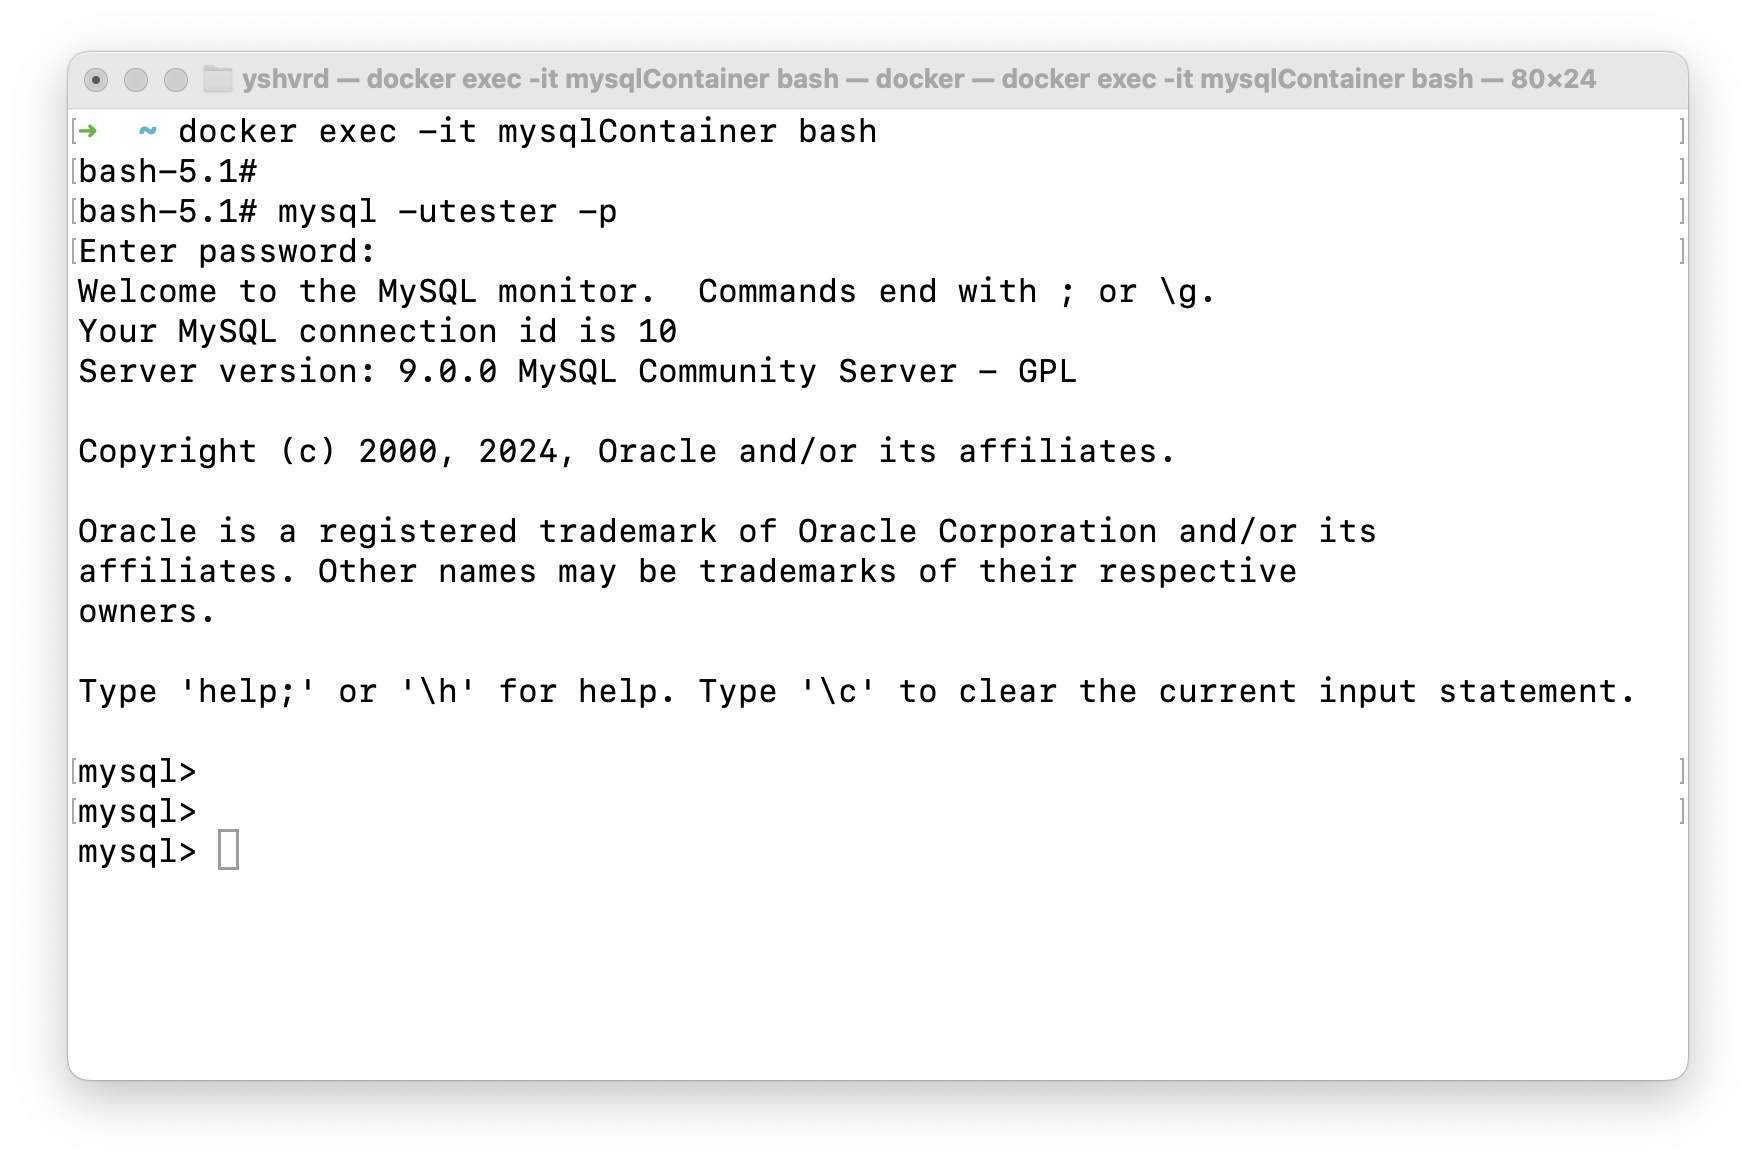 yshvrd — docker exec -it mysqlContainer bash — docker — docker exec -it mysqlContainer bash — 80×24
[➜  ~ docker exec -it mysqlContainer bash ]
[bash-5.1# ]
[bash-5.1# mysql -utester -p ]
[Enter password: ]
Welcome to the MySQL monitor.  Commands end with ; or \g.
Your MySQL connection id is 10
Server version: 9.0.0 MySQL Community Server - GPL
Copyright (c) 2000, 2024, Oracle and/or its affiliates.
Oracle is a registered trademark of Oracle Corporation and/or its
affiliates. Other names may be trademarks of their respective
owners.
Type 'help;' or '\h' for help. Type '\c' to clear the current input statement.
[mysql> ]
[mysql> ]
mysql>